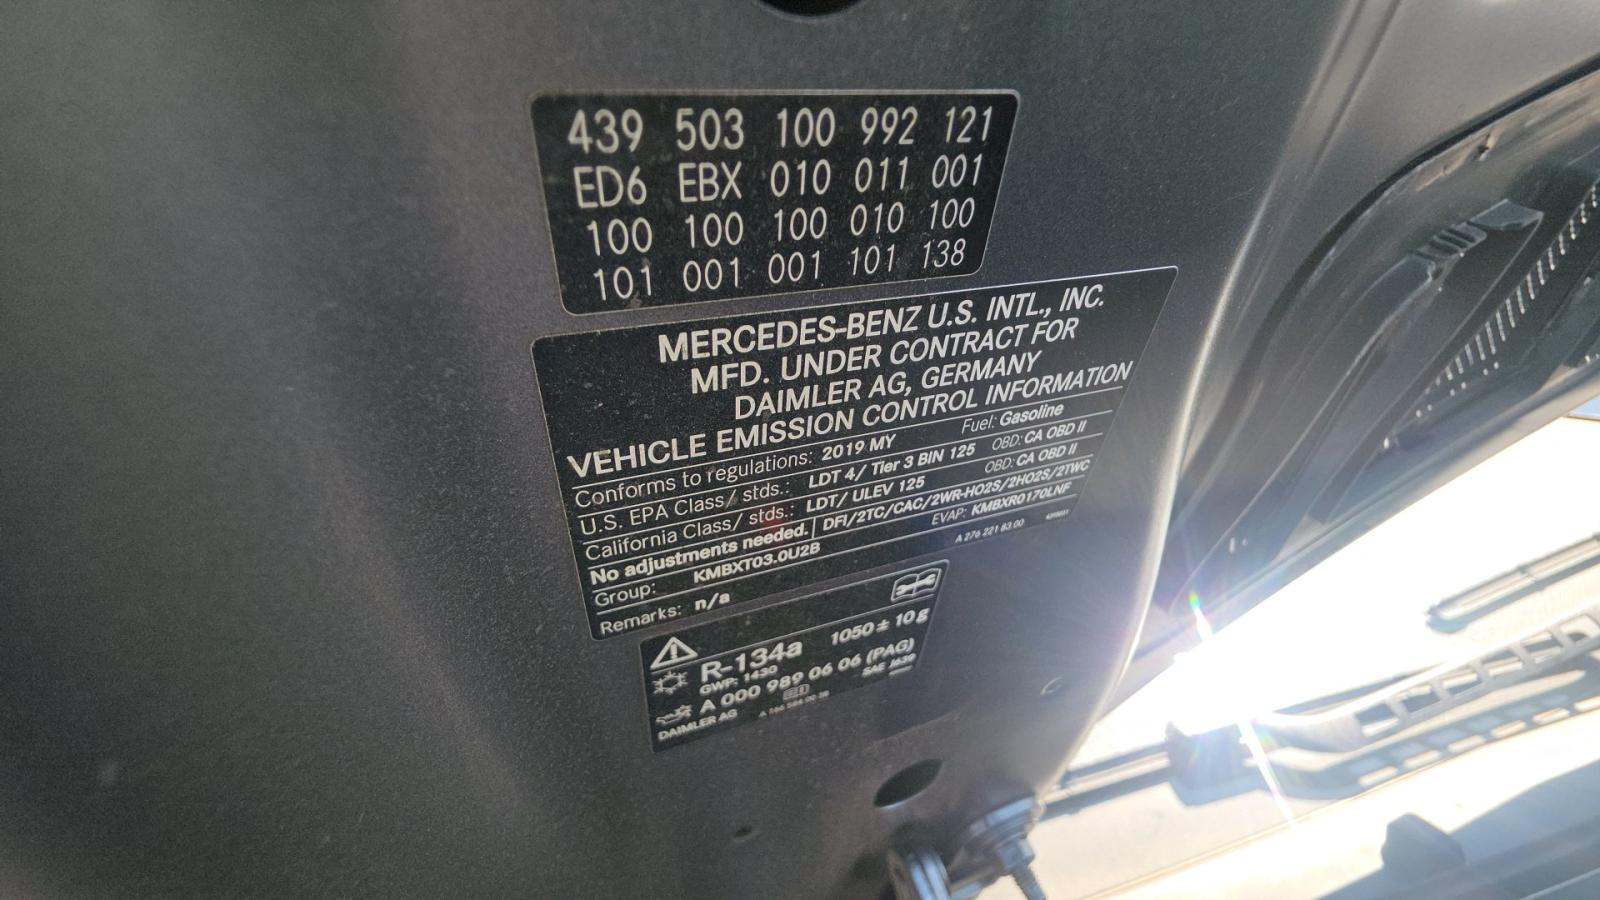 439 503 100 992 121
ED6 EBX 010 011 001
100 100 100 010 100
101 001 001 101 138
MERCEDES-BENZ U.S. INTL., INC.
MFD. UNDER CONTRACT FOR
DAIMLER AG, GERMANY
VEHICLE EMISSION CONTROL INFORMATION
Conforms to regulations: 2019 MY Fuel: Gasoline
U.S. EPA Class/ stds.: LDT 4/ Tier 3 BIN 125 OBD: CA OBD II
California Class/ stds.: LDT/ ULEV 125 OBD: CA OBD II
No adjustments needed. DFI/2TC/CAC/2WR-HO2S/2HO2S/2TWC
Group: KMBXT03.0U2B EVAP: KMBXR0170LNF
Remarks: n/a A 276 221 83 00
R-134a 1050 ± 10 g
GWP: 1430
A 000 989 06 06 (PAG)
SAE J639
DAIMLER AG